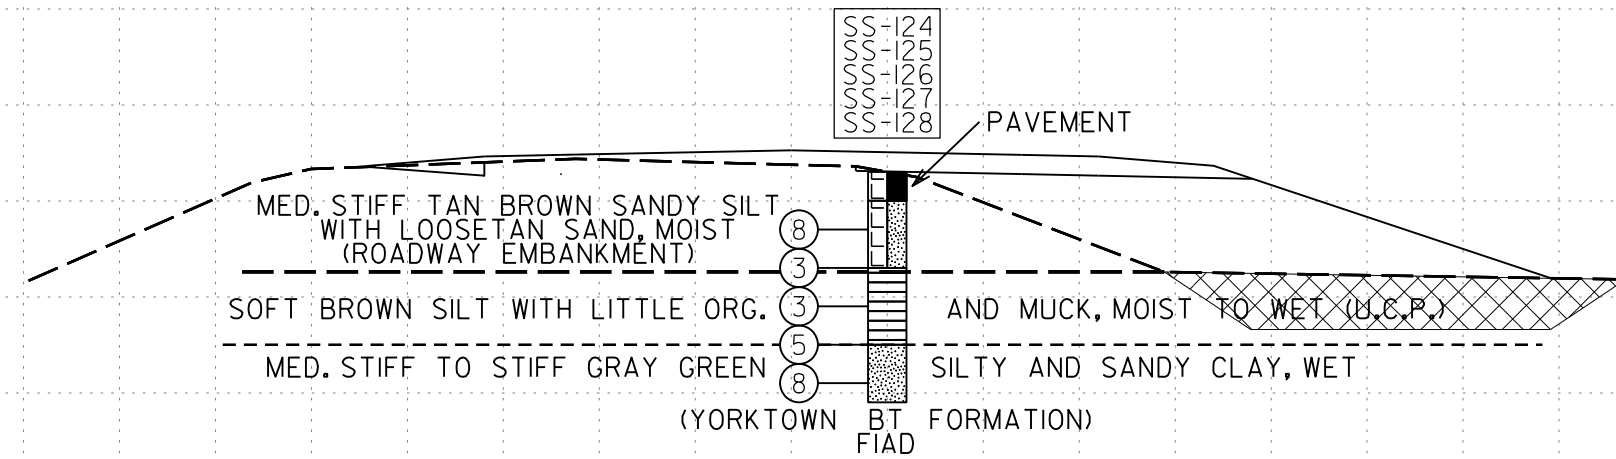 SS-124
SS-125
SS-126
SS-127
SS-128
PAVEMENT
MED. STIFF TAN BROWN SANDY SILT
WITH LOOSETAN SAND, MOIST
(ROADWAY EMBANKMENT)
8
3
SOFT BROWN SILT WITH LITTLE ORG. 3 AND MUCK, MOIST TO WET (U.C.P.)
5
MED. STIFF TO STIFF GRAY GREEN SILTY AND SANDY CLAY, WET
8
(YORKTOWN BT FORMATION)
FIAD